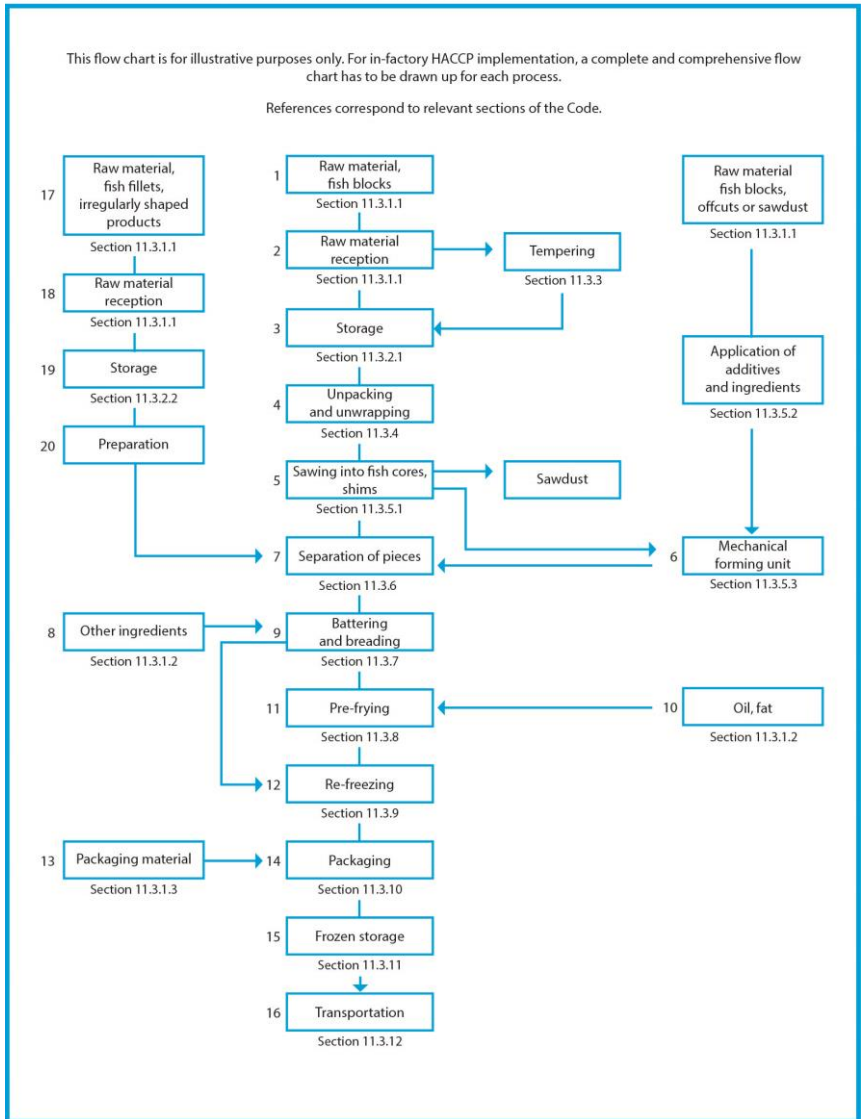 This flow chart is for illustrative purposes only. For in-factory HACCP implementation, a complete and comprehensive flow
chart has to be drawn up for each process.
References correspond to relevant sections of the Code.
17
Raw material,
fish fillets,
irregularly shaped
products
Section 11.3.1.1
18
Raw material
reception
Section 11.3.1.1
19
Storage
Section 11.3.2.2
20
Preparation
1
Raw material,
fish blocks
Section 11.3.1.1
2
Raw material
reception
Section 11.3.1.1
Tempering
Section 11.3.3
3
Storage
Section 11.3.2.1
4
Unpacking
and unwrapping
Section 11.3.4
5
Sawing into fish cores,
shims
Section 11.3.5.1
Sawdust
Raw material
fish blocks,
offcuts or sawdust
Section 11.3.1.1
Application of
additives
and ingredients
Section 11.3.5.2
6
Mechanical
forming unit
Section 11.3.5.3
7
Separation of pieces
Section 11.3.6
8
Other ingredients
Section 11.3.1.2
9
Battering
and breading
Section 11.3.7
10
Oil, fat
Section 11.3.1.2
11
Pre-frying
Section 11.3.8
12
Re-freezing
Section 11.3.9
13
Packaging material
Section 11.3.1.3
14
Packaging
Section 11.3.10
15
Frozen storage
Section 11.3.11
16
Transportation
Section 11.3.12